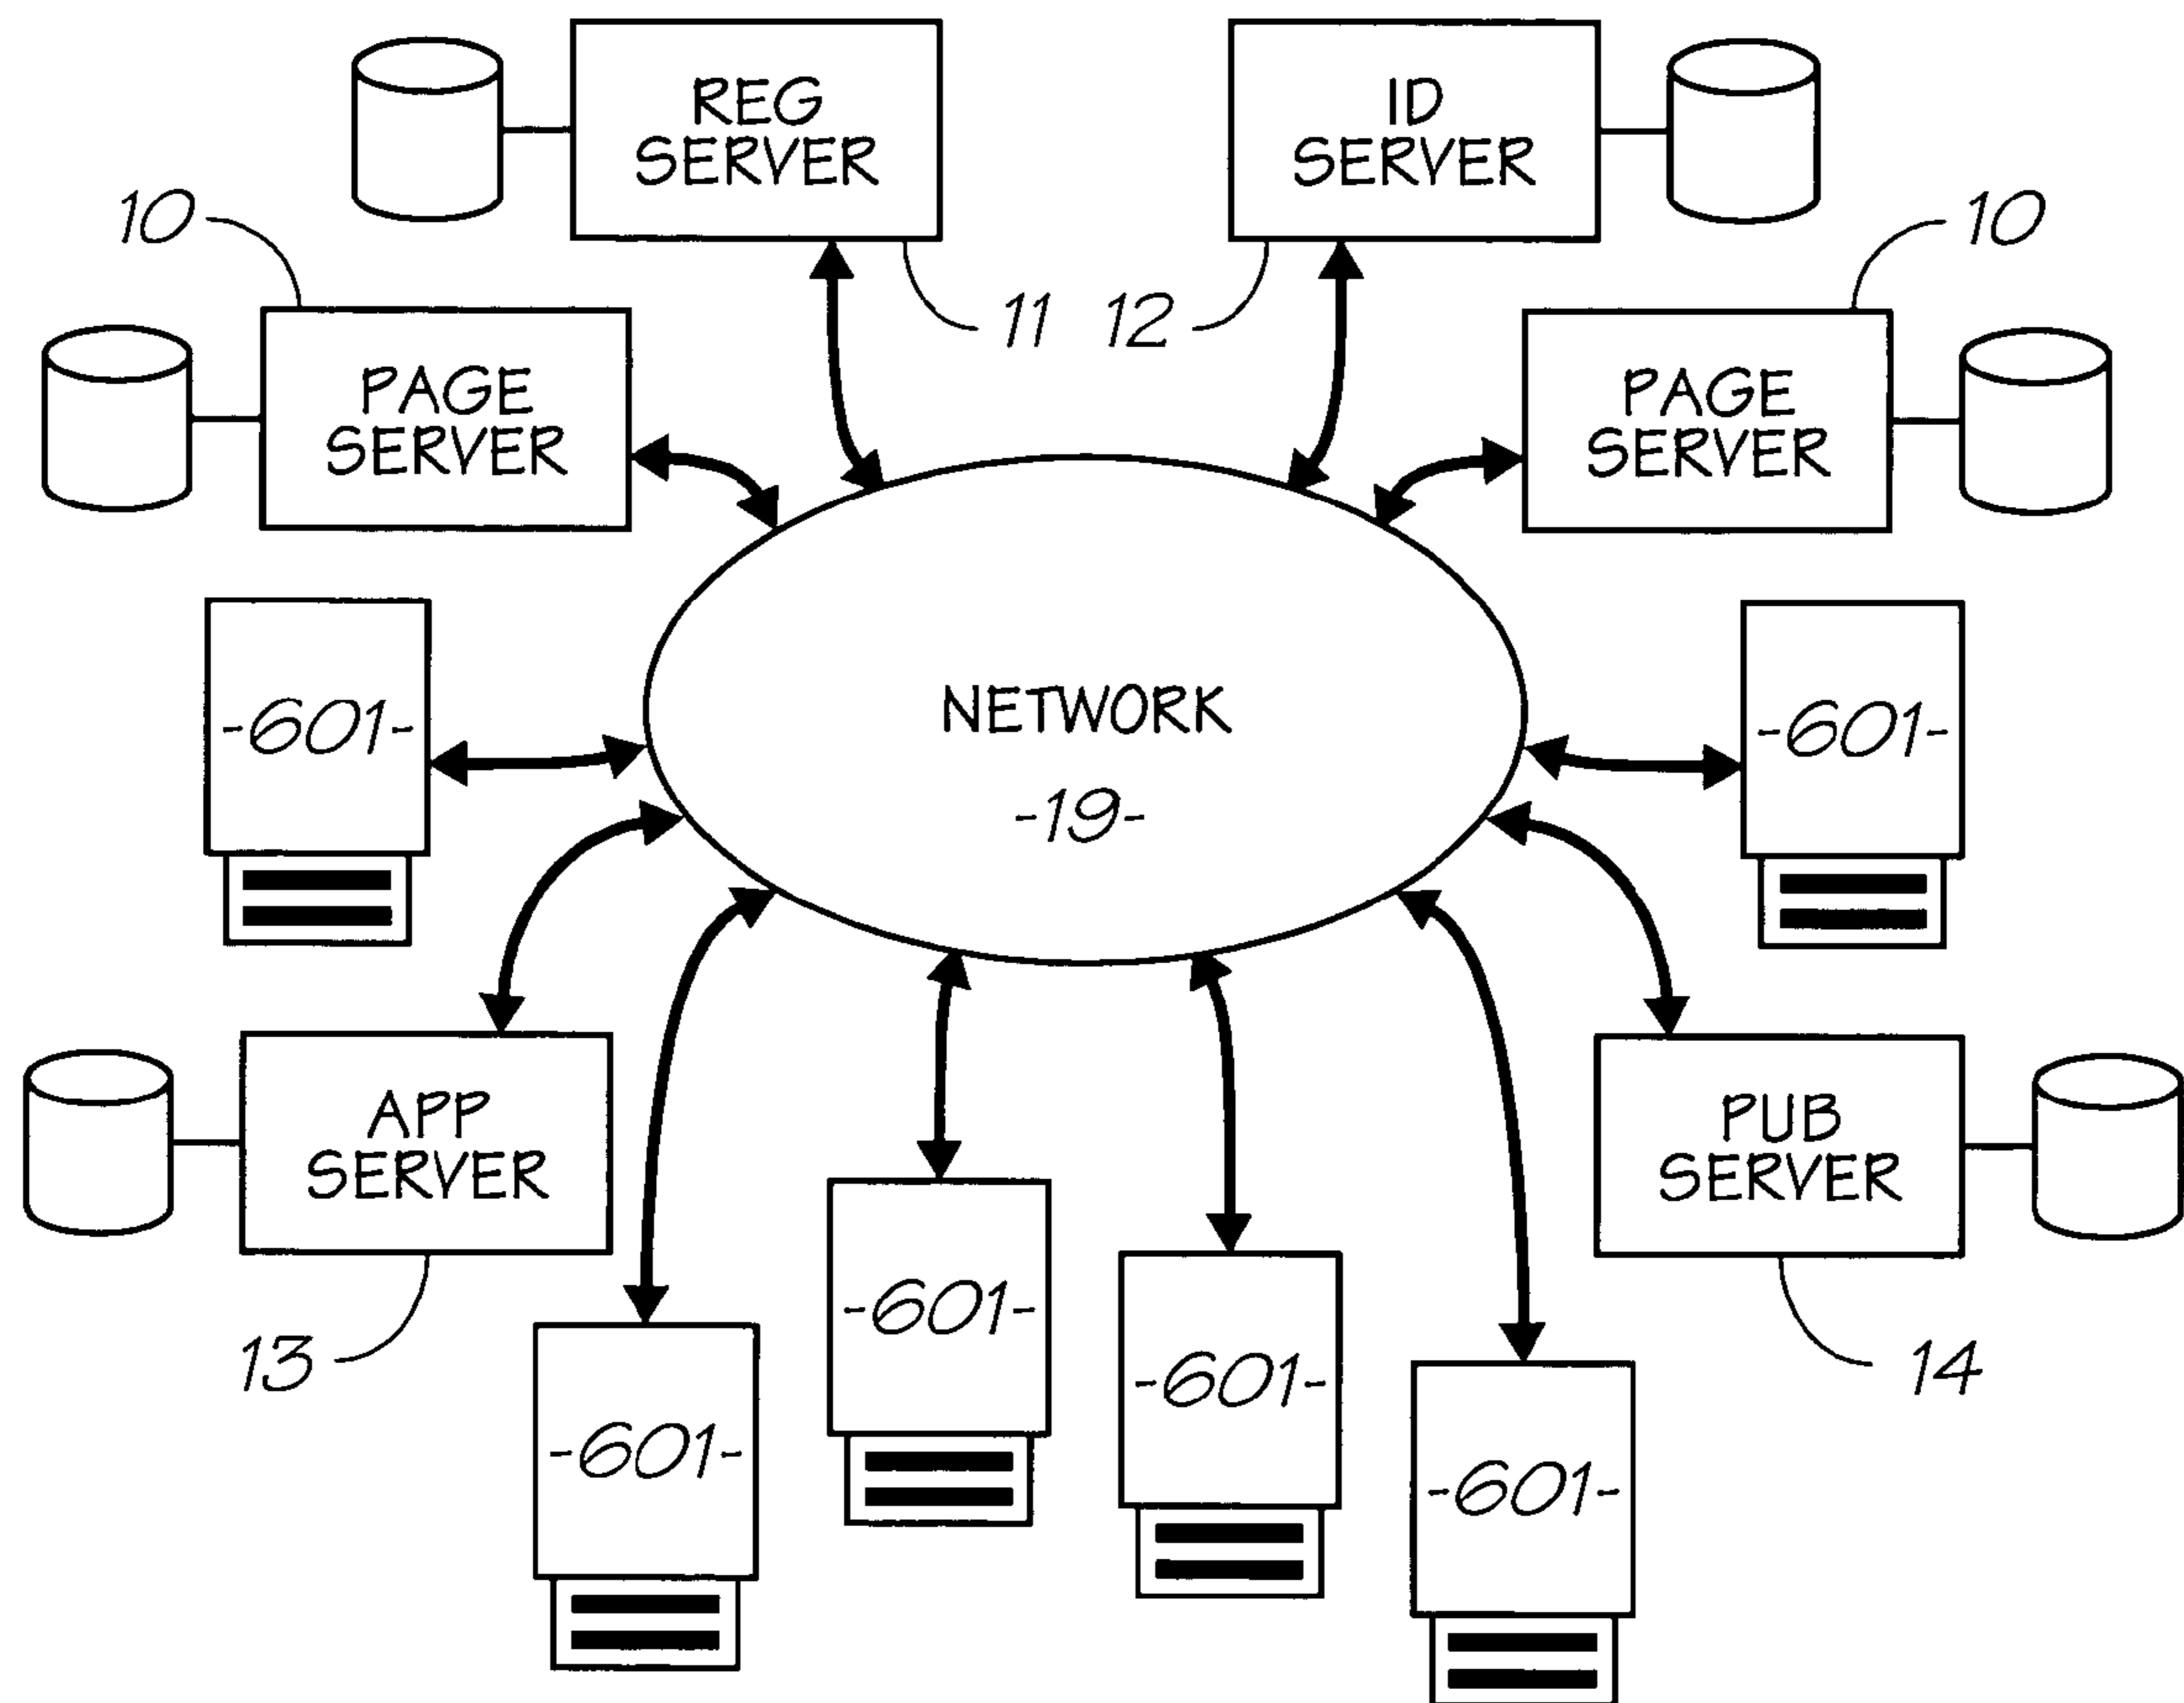 REG
SERVER
ID
SERVER
10
10
11
12
PAGE
SERVER
PAGE
SERVER
-601-
NETWORK
-19-
-601-
APP
SERVER
PUB
SERVER
13
-601-
-601-
-601-
-601-
14